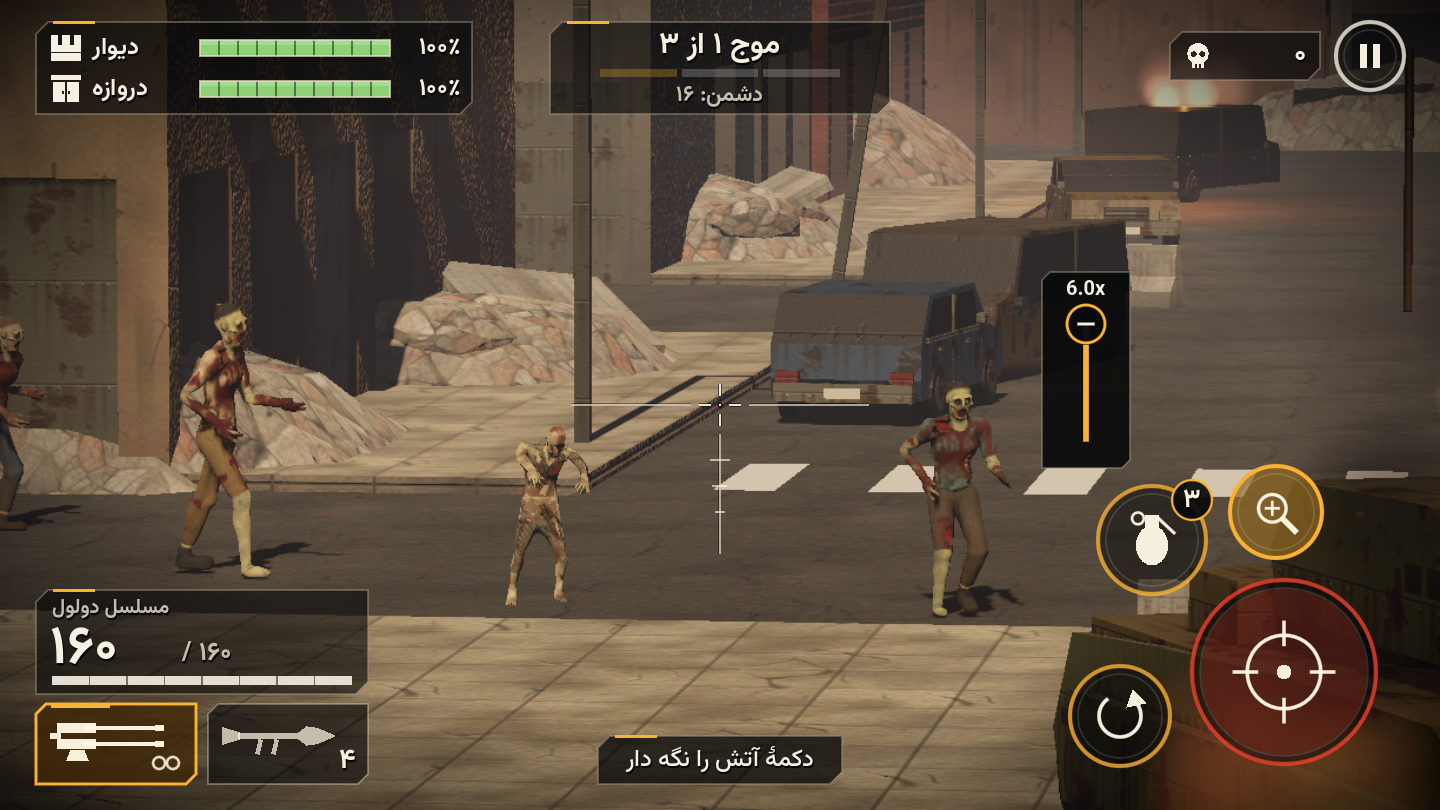 دیوار ۱۰۰٪
دروازه ۱۰۰٪
موج ۱ از ۳
دشمن: ۱۶
۰
6.0x
۳
مسلسل دولول
۱۶۰ / ۱۶۰
∞
۴
دکمهٔ آتش را نگه دار